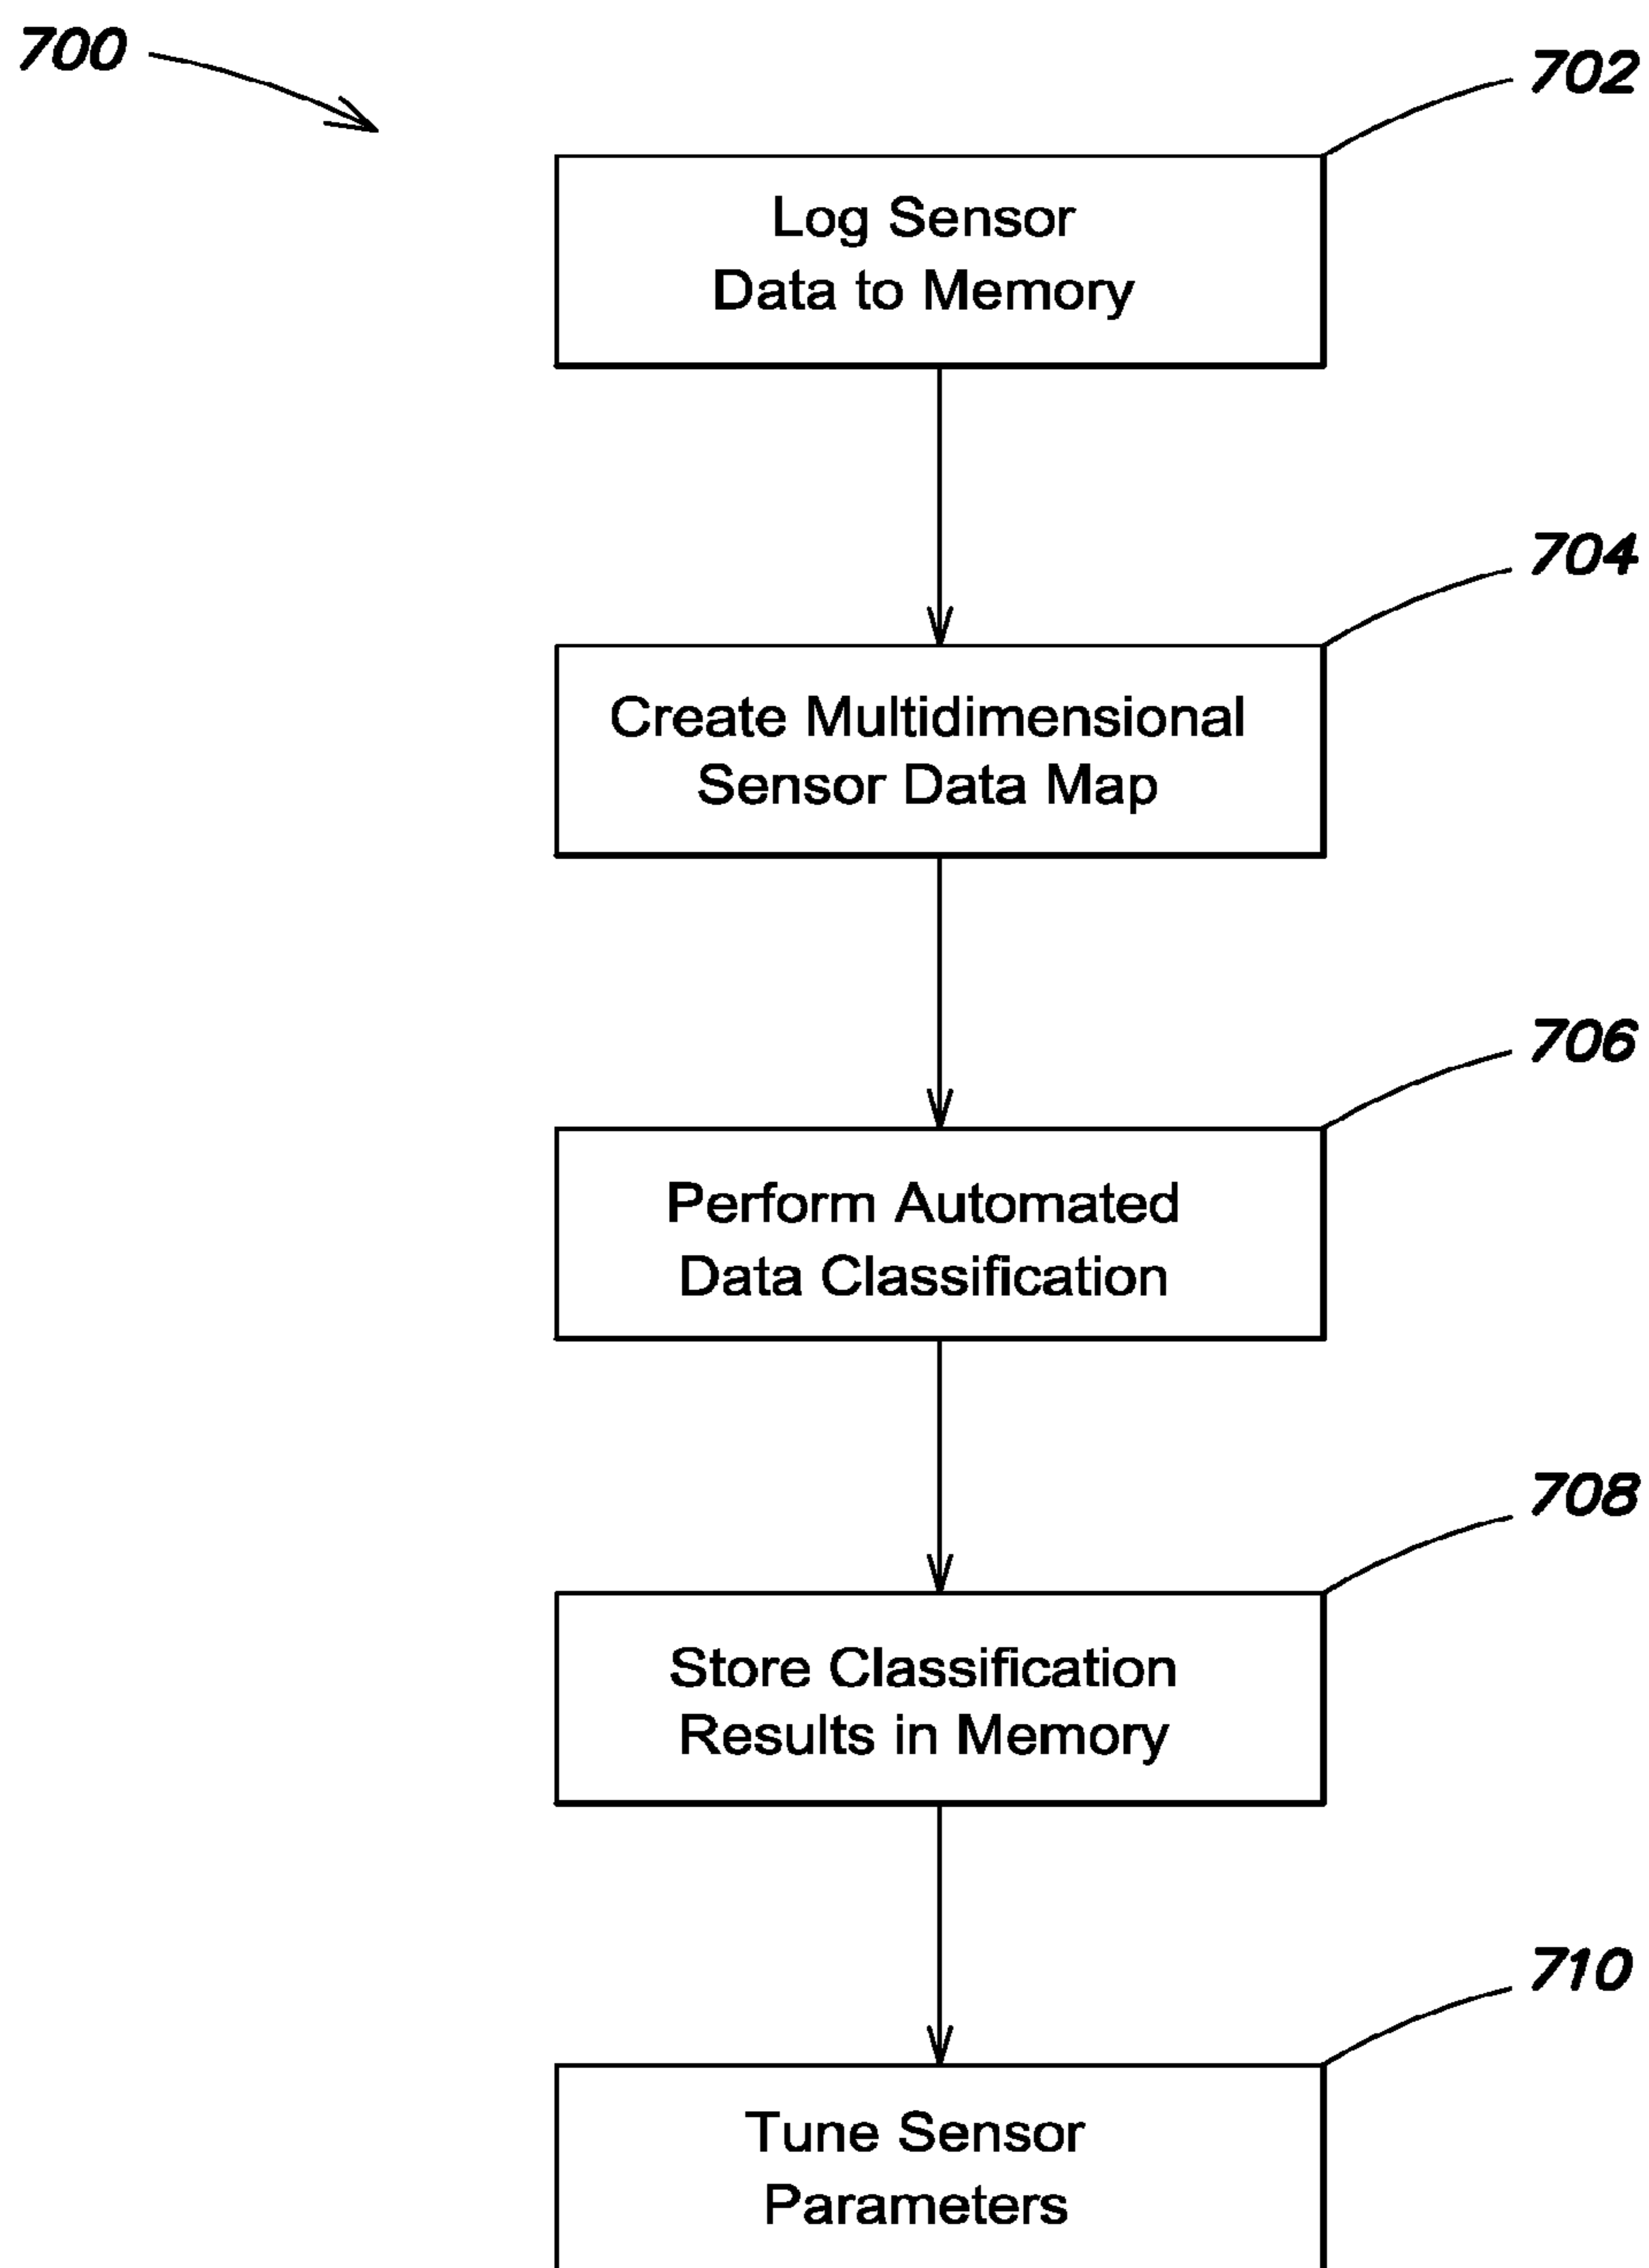 700
702
Log Sensor
Data to Memory
704
Create Multidimensional
Sensor Data Map
706
Perform Automated
Data Classification
708
Store Classification
Results in Memory
710
Tune Sensor
Parameters